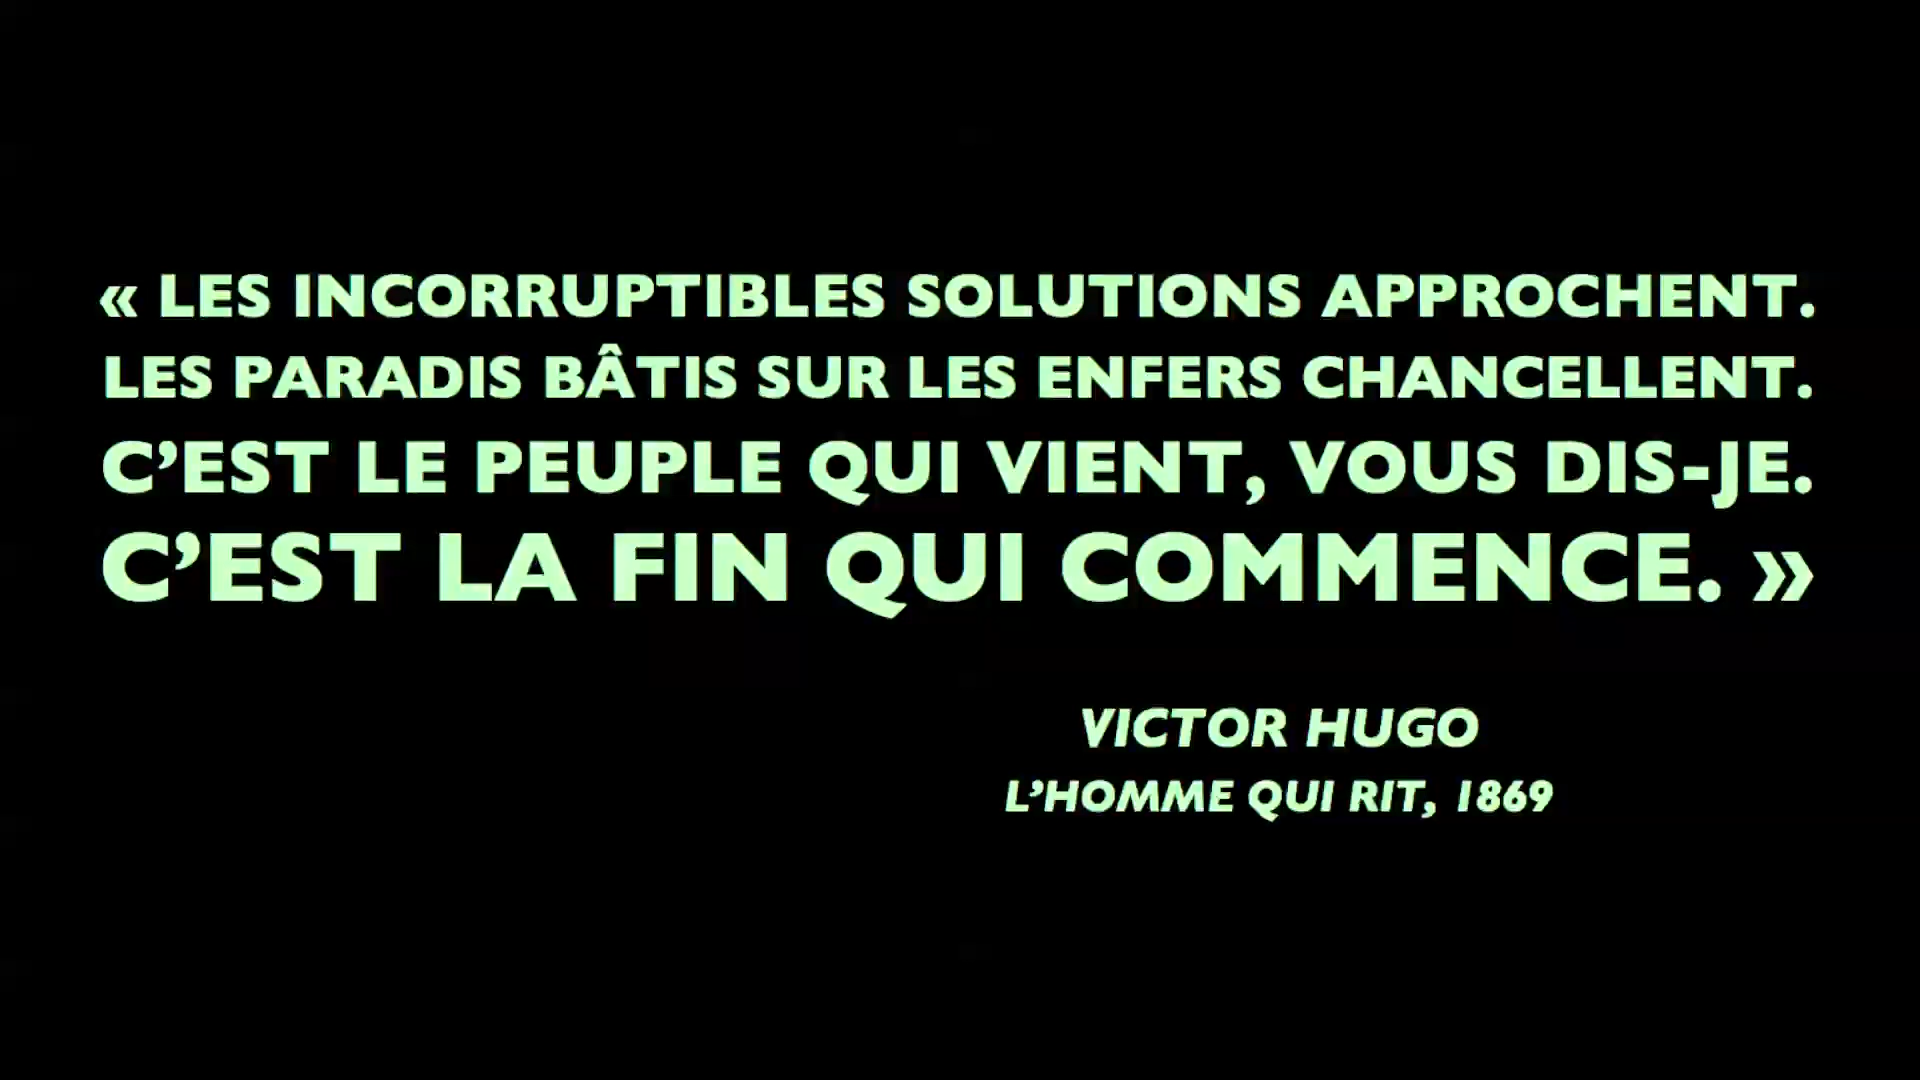 « LES INCORRUPTIBLES SOLUTIONS APPROCHENT.
LES PARADIS BÂTIS SUR LES ENFERS CHANCELLENT.
C’EST LE PEUPLE QUI VIENT, VOUS DIS-JE.
C’EST LA FIN QUI COMMENCE. »
VICTOR HUGO
L’HOMME QUI RIT, 1869